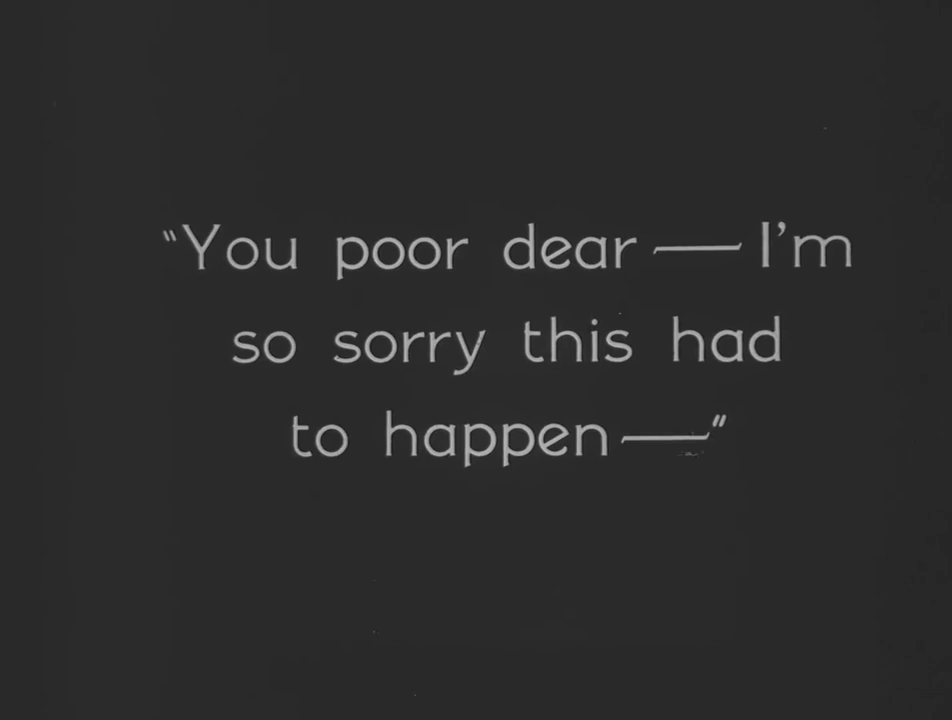 "You poor dear — I'm
so sorry this had
to happen — "